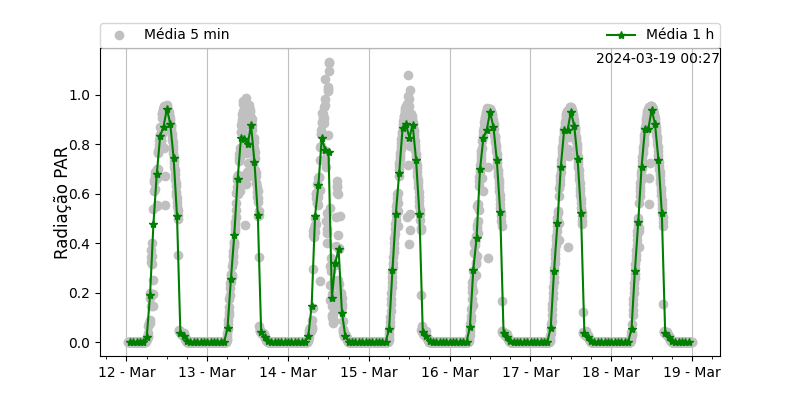 Média 5 min
Média 1 h
2024-03-19 00:27
Radiação PAR
1.0
0.8
0.6
0.4
0.2
0.0
12 - Mar
13 - Mar
14 - Mar
15 - Mar
16 - Mar
17 - Mar
18 - Mar
19 - Mar